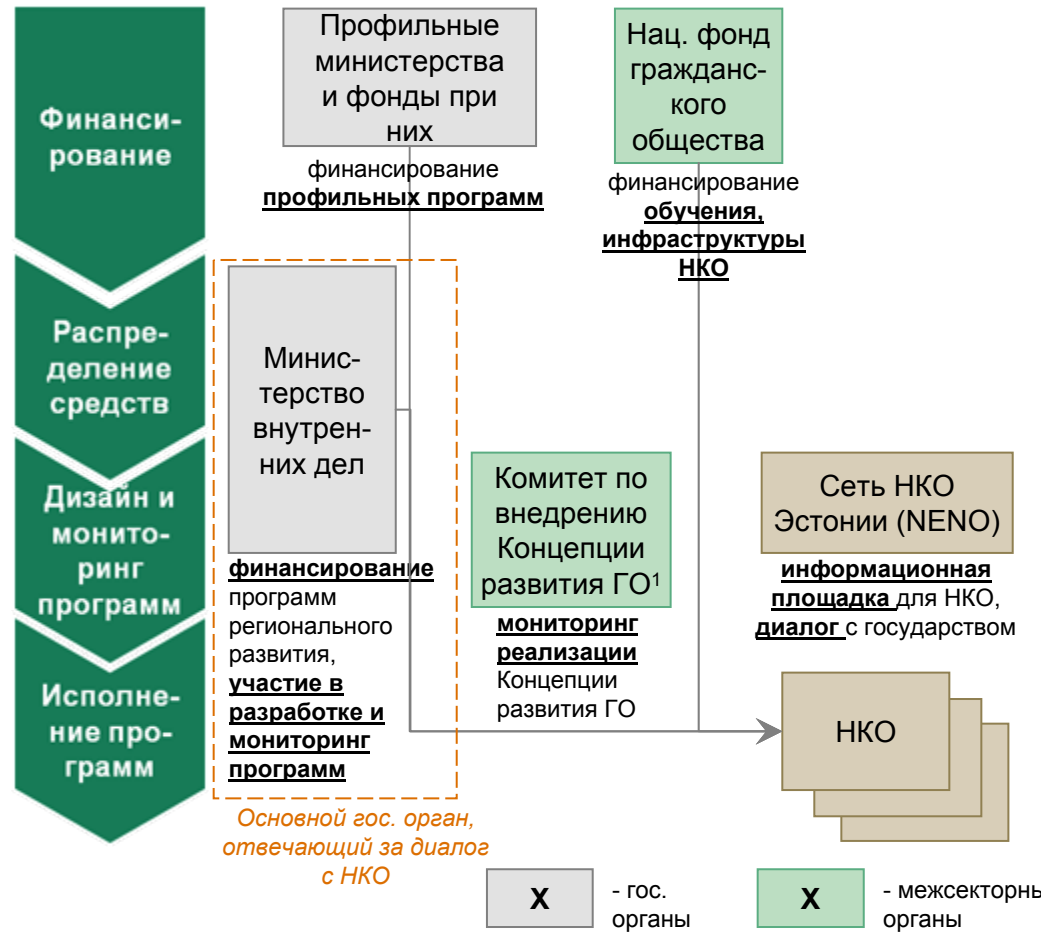 Финанси-
рование
Распре-
деление
средств
Дизайн и
монито-
ринг
программ
Исполне-
ние про-
грамм
Профильные
министерства
и фонды при
них
финансирование
профильных программ
Нац. фонд
гражданс-
кого
общества
финансирование
обучения,
инфраструктуры
НКО
Минис-
терство
внутрен-
них дел
финансирование
программ
регионального
развития,
участие в
разработке и
мониторинг
программ
Основной гос. орган,
отвечающий за диалог
с НКО
Комитет по
внедрению
Концепции
развития ГО¹
мониторинг
реализации
Концепции
развития ГО
Сеть НКО
Эстонии (NENO)
информационная
площадка для НКО,
диалог с государством
НКО
X
- гос.
органы
X
- межсекторны
органы